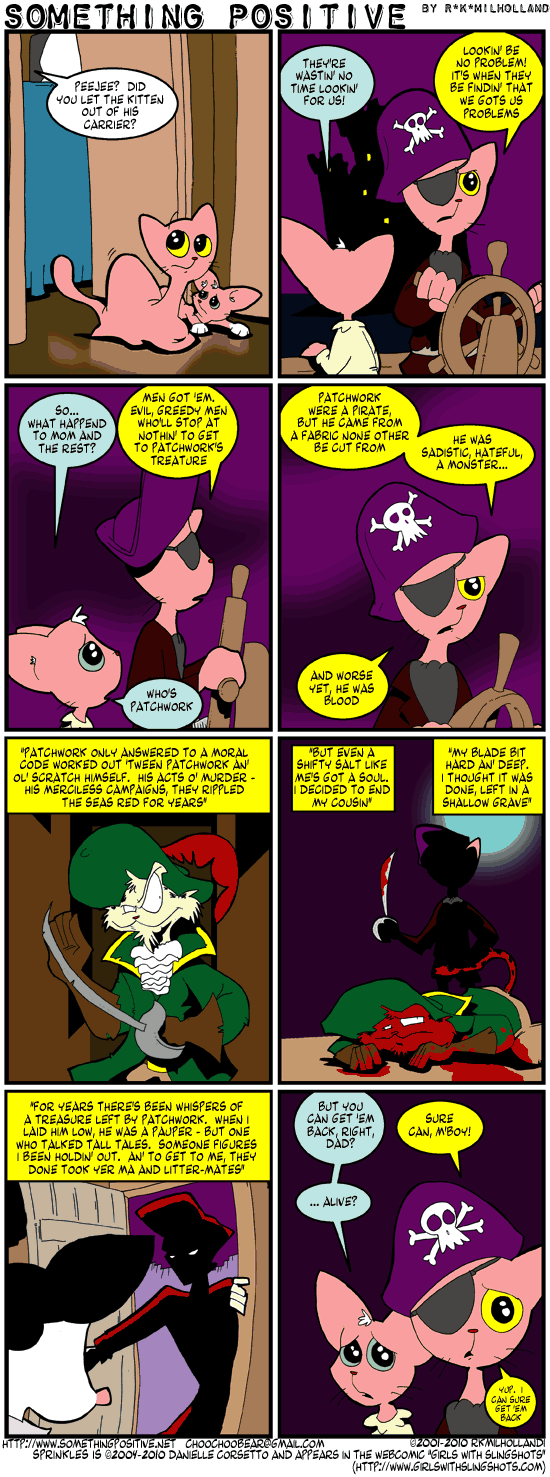 SOMETHING POSITIVE BY R*K*MILHOLLAND
PEEJEE? DID
YOU LET THE KITTEN
OUT OF HIS
CARRIER?
THEY'RE
WASTIN' NO
TIME LOOKIN'
FOR US!
LOOKIN' BE
NO PROBLEM!
IT'S WHEN THEY
BE FINDIN' THAT
WE GOTS US
PROBLEMS
SO...
WHAT HAPPEND
TO MOM AND
THE REST?
MEN GOT 'EM.
EVIL, GREEDY MEN
WHO'LL STOP AT
NOTHIN' TO GET
TO PATCHWORK'S
TREATURE
WHO'S
PATCHWORK
PATCHWORK
WERE A PIRATE,
BUT HE CAME FROM
A FABRIC NONE OTHER
BE CUT FROM
HE WAS
SADISTIC, HATEFUL,
A MONSTER...
AND WORSE
YET, HE WAS
BLOOD
"PATCHWORK ONLY ANSWERED TO A MORAL
CODE WORKED OUT 'TWEEN PATCHWORK AN'
OL' SCRATCH HIMSELF. HIS ACTS O' MURDER -
HIS MERCILESS CAMPAIGNS, THEY RIPPLED
THE SEAS RED FOR YEARS"
"BUT EVEN A
SHIFTY SALT LIKE
ME'S GOT A SOUL.
I DECIDED TO END
MY COUSIN"
"MY BLADE BIT
HARD AN' DEEP.
I THOUGHT IT WAS
DONE, LEFT IN A
SHALLOW GRAVE"
"FOR YEARS THERE'S BEEN WHISPERS OF
A TREASURE LEFT BY PATCHWORK. WHEN I
LAID HIM LOW, HE WAS A PAUPER - BUT ONE
WHO TALKED TALL TALES. SOMEONE FIGURES
I BEEN HOLDIN' OUT. AN' TO GET TO ME, THEY
DONE TOOK YER MA AND LITTER-MATES"
BUT YOU
CAN GET 'EM
BACK, RIGHT,
DAD?
SURE
CAN, M'BOY!
... ALIVE?
YUP. I
CAN SURE
GET 'EM
BACK
HTTP://WWW.SOMETHINGPOSITIVE.NET CHOOCHOOBEAR@GMAIL.COM ©2001-2010 RKMILHOLLAND!
SPRINKLES IS ©2004-2010 DANIELLE CORSETTO AND APPEARS IN THE WEBCOMIC "GIRLS WITH SLINGSHOTS"
(HTTP://WWW.GIRLSWITHSLINGSHOTS.COM)